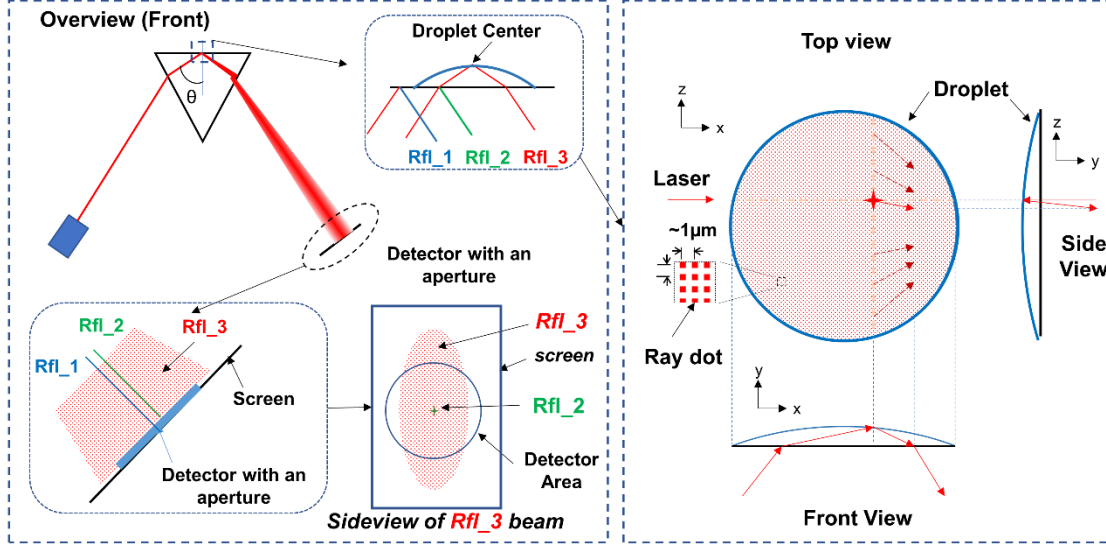 Overview (Front)
θ
Droplet Center
Rfl_1
Rfl_2
Rfl_3
Detector with an
aperture
Rfl_2
Rfl_3
Rfl_1
Screen
Detector with an
aperture
Rfl_3
screen
Rfl_2
Detector
Area
Sideview of Rfl_3 beam
Top view
z
x
Droplet
z
y
Laser
~1μm
Side
View
Ray dot
y
x
Front View